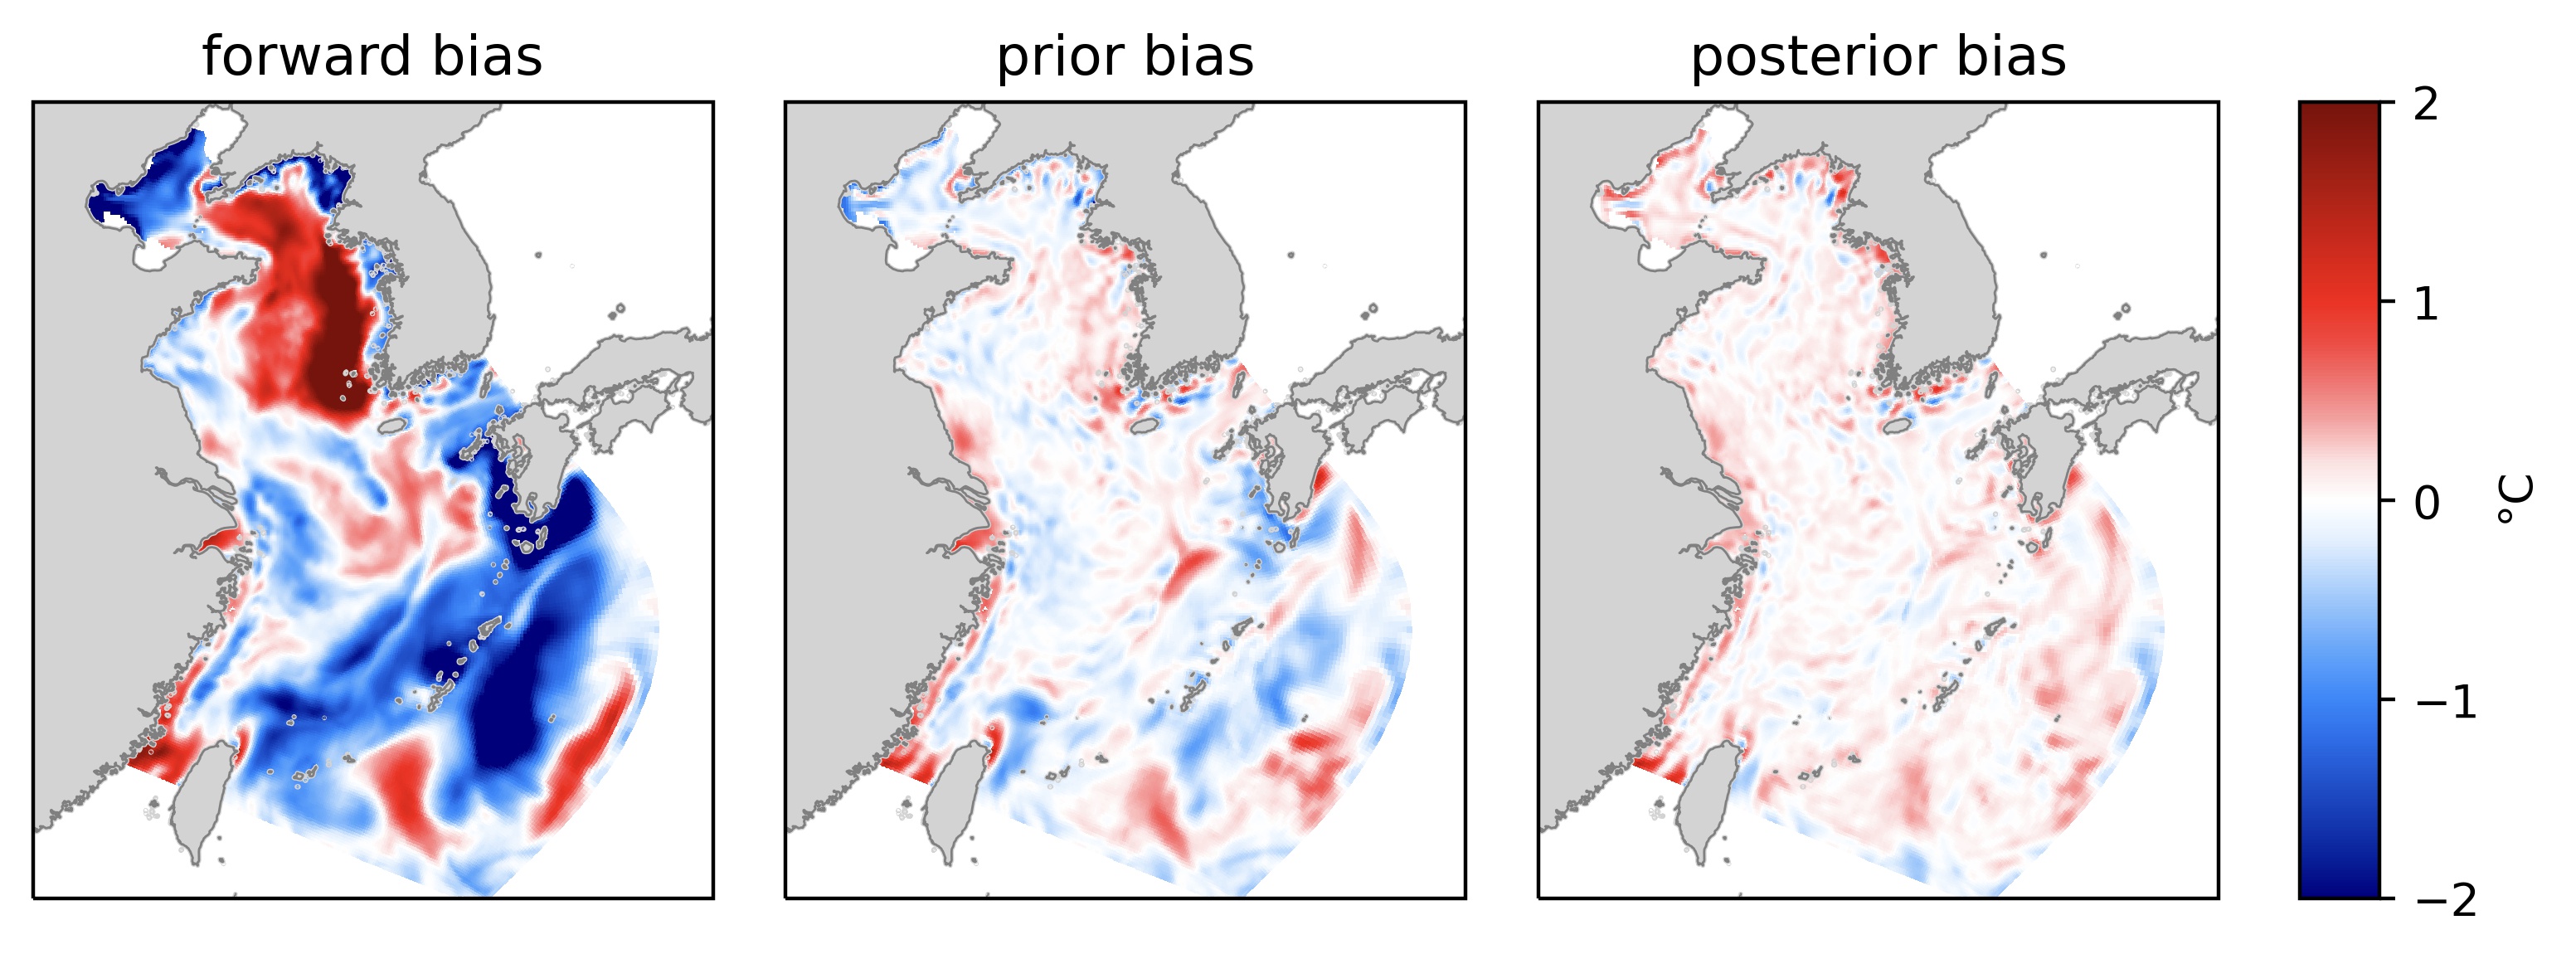 forward bias
prior bias
posterior bias
2
1
0
−1
−2
°C